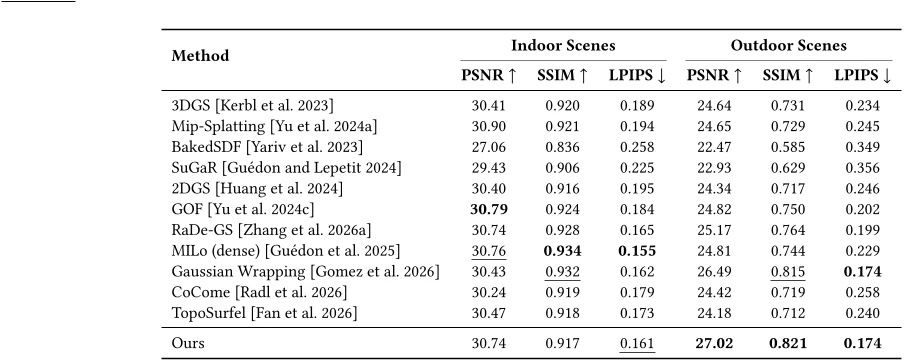 Method Indoor Scenes Outdoor Scenes
PSNR ↑ SSIM ↑ LPIPS ↓ PSNR ↑ SSIM ↑ LPIPS ↓
3DGS [Kerbl et al. 2023] 30.41 0.920 0.189 24.64 0.731 0.234
Mip-Splatting [Yu et al. 2024a] 30.90 0.921 0.194 24.65 0.729 0.245
BakedSDF [Yariv et al. 2023] 27.06 0.836 0.258 22.47 0.585 0.349
SuGaR [Guédon and Lepetit 2024] 29.43 0.906 0.225 22.93 0.629 0.356
2DGS [Huang et al. 2024] 30.40 0.916 0.195 24.34 0.717 0.246
GOF [Yu et al. 2024c] 30.79 0.924 0.184 24.82 0.750 0.202
RaDe-GS [Zhang et al. 2026a] 30.74 0.928 0.165 25.17 0.764 0.199
MILo (dense) [Guédon et al. 2025] 30.76 0.934 0.155 24.81 0.744 0.229
Gaussian Wrapping [Gomez et al. 2026] 30.43 0.932 0.162 26.49 0.815 0.174
CoCome [Radl et al. 2026] 30.24 0.919 0.179 24.42 0.719 0.258
TopoSurfel [Fan et al. 2026] 30.47 0.918 0.173 24.18 0.712 0.240
Ours 30.74 0.917 0.161 27.02 0.821 0.174